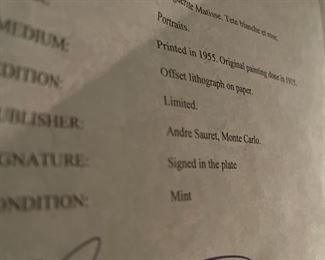 Matisse. Tete blanche et rose.
Portraits.
MEDIUM: Printed in 1955. Original painting done in 1915.
EDITION: Offset lithograph on paper.
Limited.
UBLISHER: Andre Sauret, Monte Carlo.
GNATURE: Signed in the plate
ONDITION: Mint